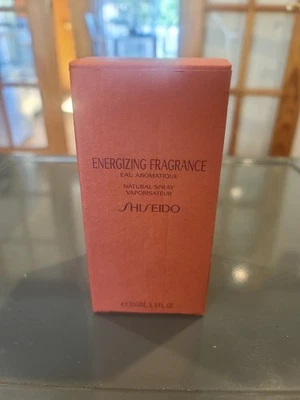 ENERGIZING FRAGRANCE
EAU AROMATIQUE
NATURAL SPRAY
VAPORISATEUR
SHISEIDO